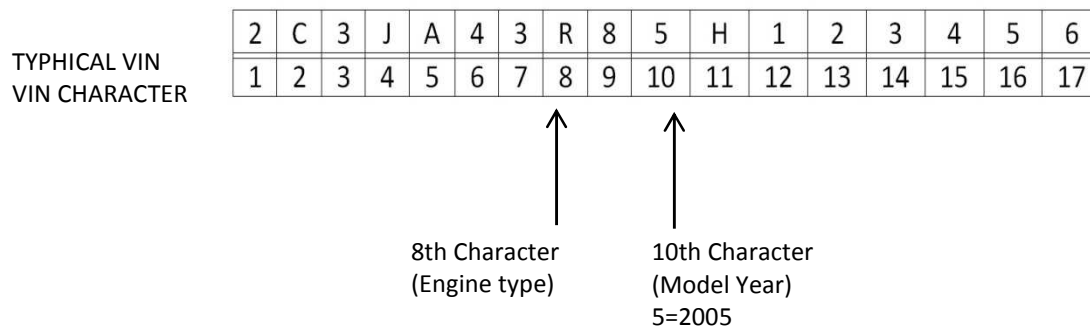 2 C 3 J A 4 3 R 8 5 H 1 2 3 4 5 6
TYPHICAL VIN
VIN CHARACTER
1 2 3 4 5 6 7 8 9 10 11 12 13 14 15 16 17
8th Character
(Engine type)
10th Character
(Model Year)
5=2005